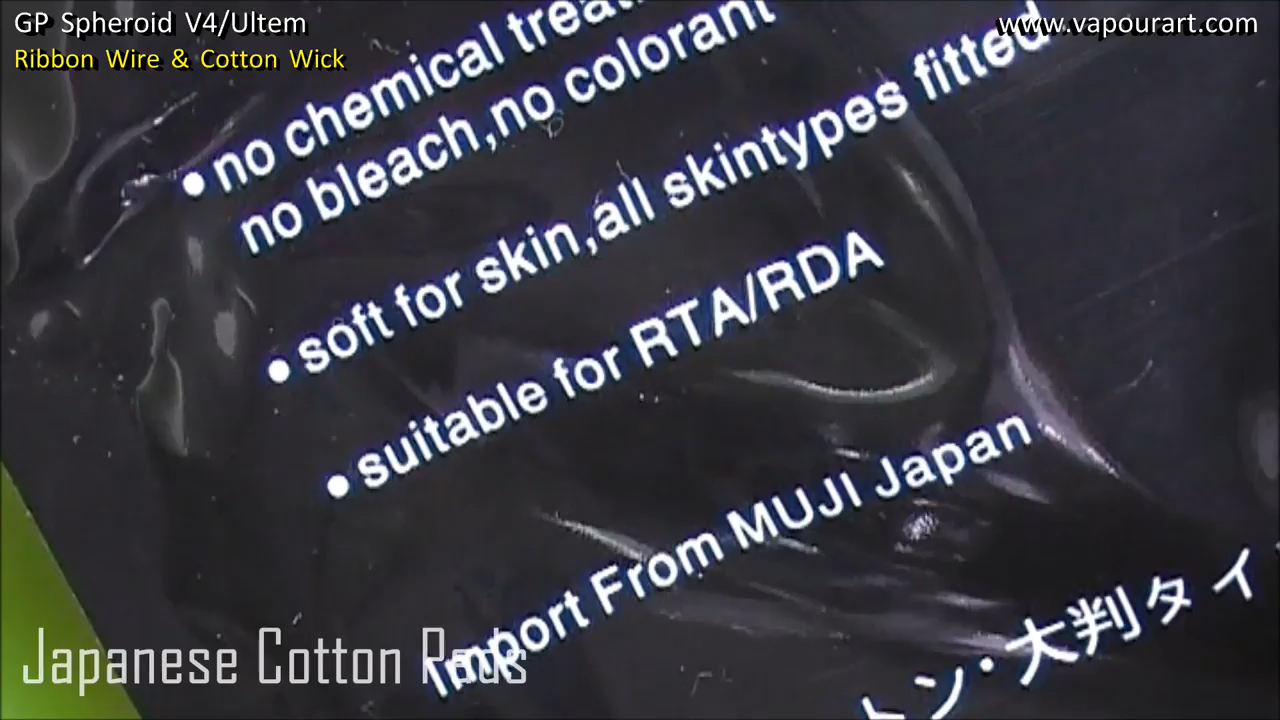 GP Spheroid V4/Ultem
Ribbon Wire & Cotton Wick
www.vapourart.com
• no chemical
no bleach,no colorant
• soft for skin,all skintypes fitted
• suitable for RTA/RDA
Import From MUJI Japan
トン・大判タイ
Japanese Cotton Pads